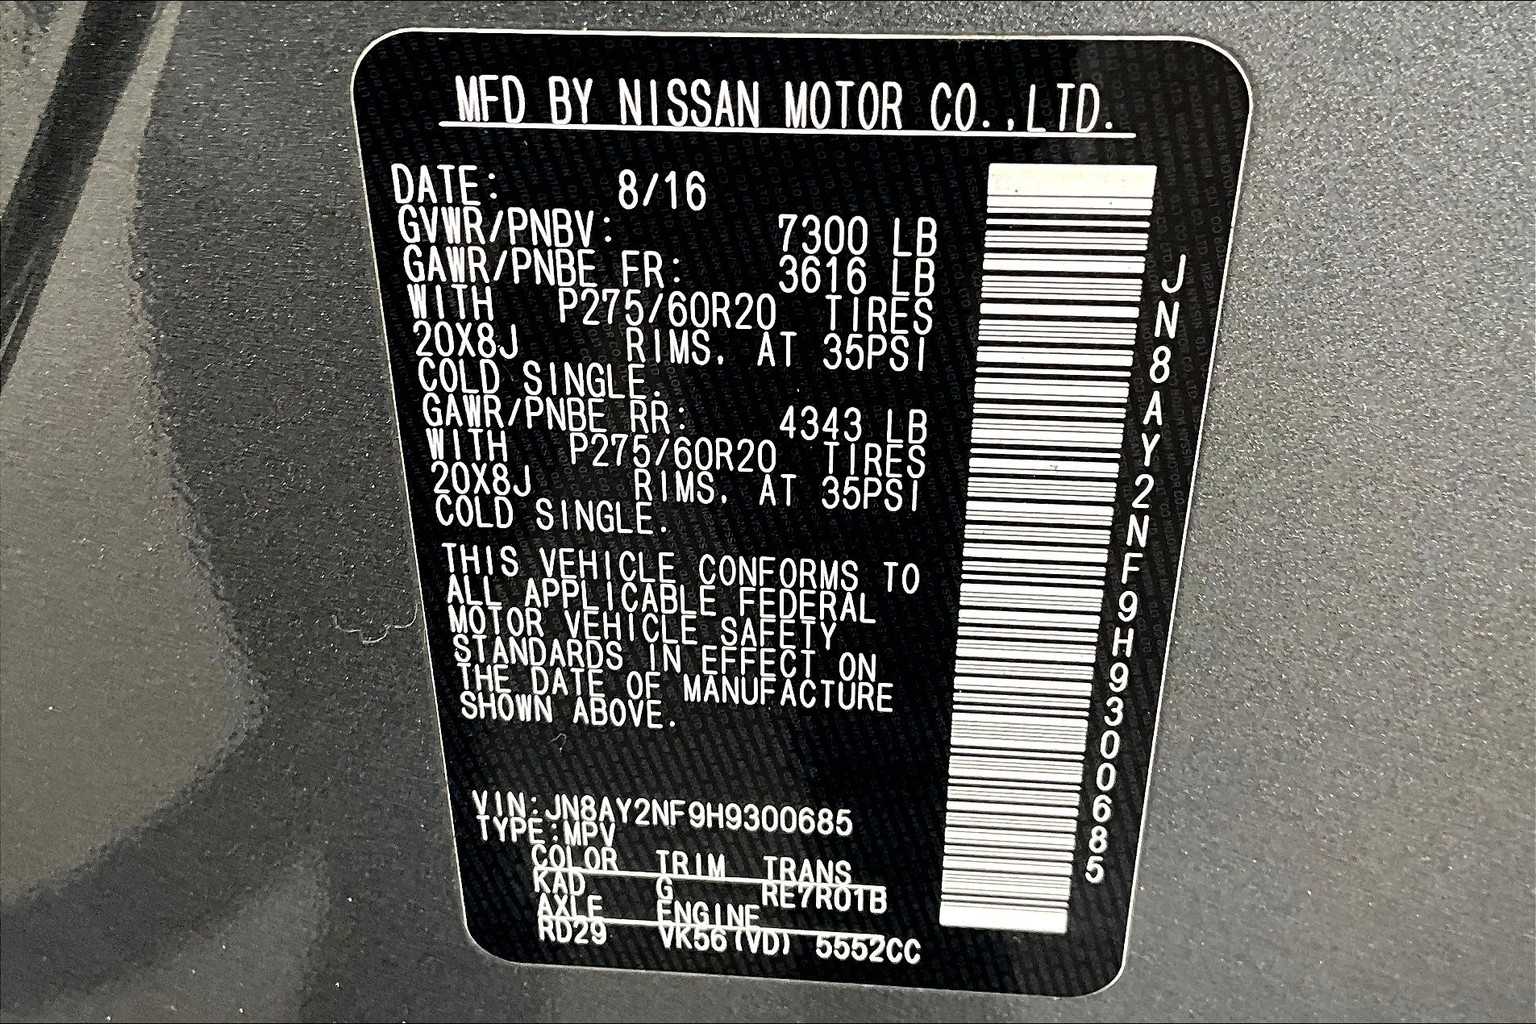 MFD BY NISSAN MOTOR CO.,LTD.
DATE: 8/16
GVWR/PNBV: 7300 LB
GAWR/PNBE FR: 3616 LB
WITH P275/60R20 TIRES
20X8J RIMS, AT 35PSI
COLD SINGLE.
GAWR/PNBE RR: 4343 LB
WITH P275/60R20 TIRES
20X8J RIMS, AT 35PSI
COLD SINGLE.
THIS VEHICLE CONFORMS TO
ALL APPLICABLE FEDERAL
MOTOR VEHICLE SAFETY
STANDARDS IN EFFECT ON
THE DATE OF MANUFACTURE
SHOWN ABOVE.
VIN:JN8AY2NF9H9300685
TYPE:MPV
COLOR TRIM TRANS
KAD G RE7R01B
AXLE ENGINE
RD29 VK56(VD) 5552CC
JN8AY2NF9H9300685